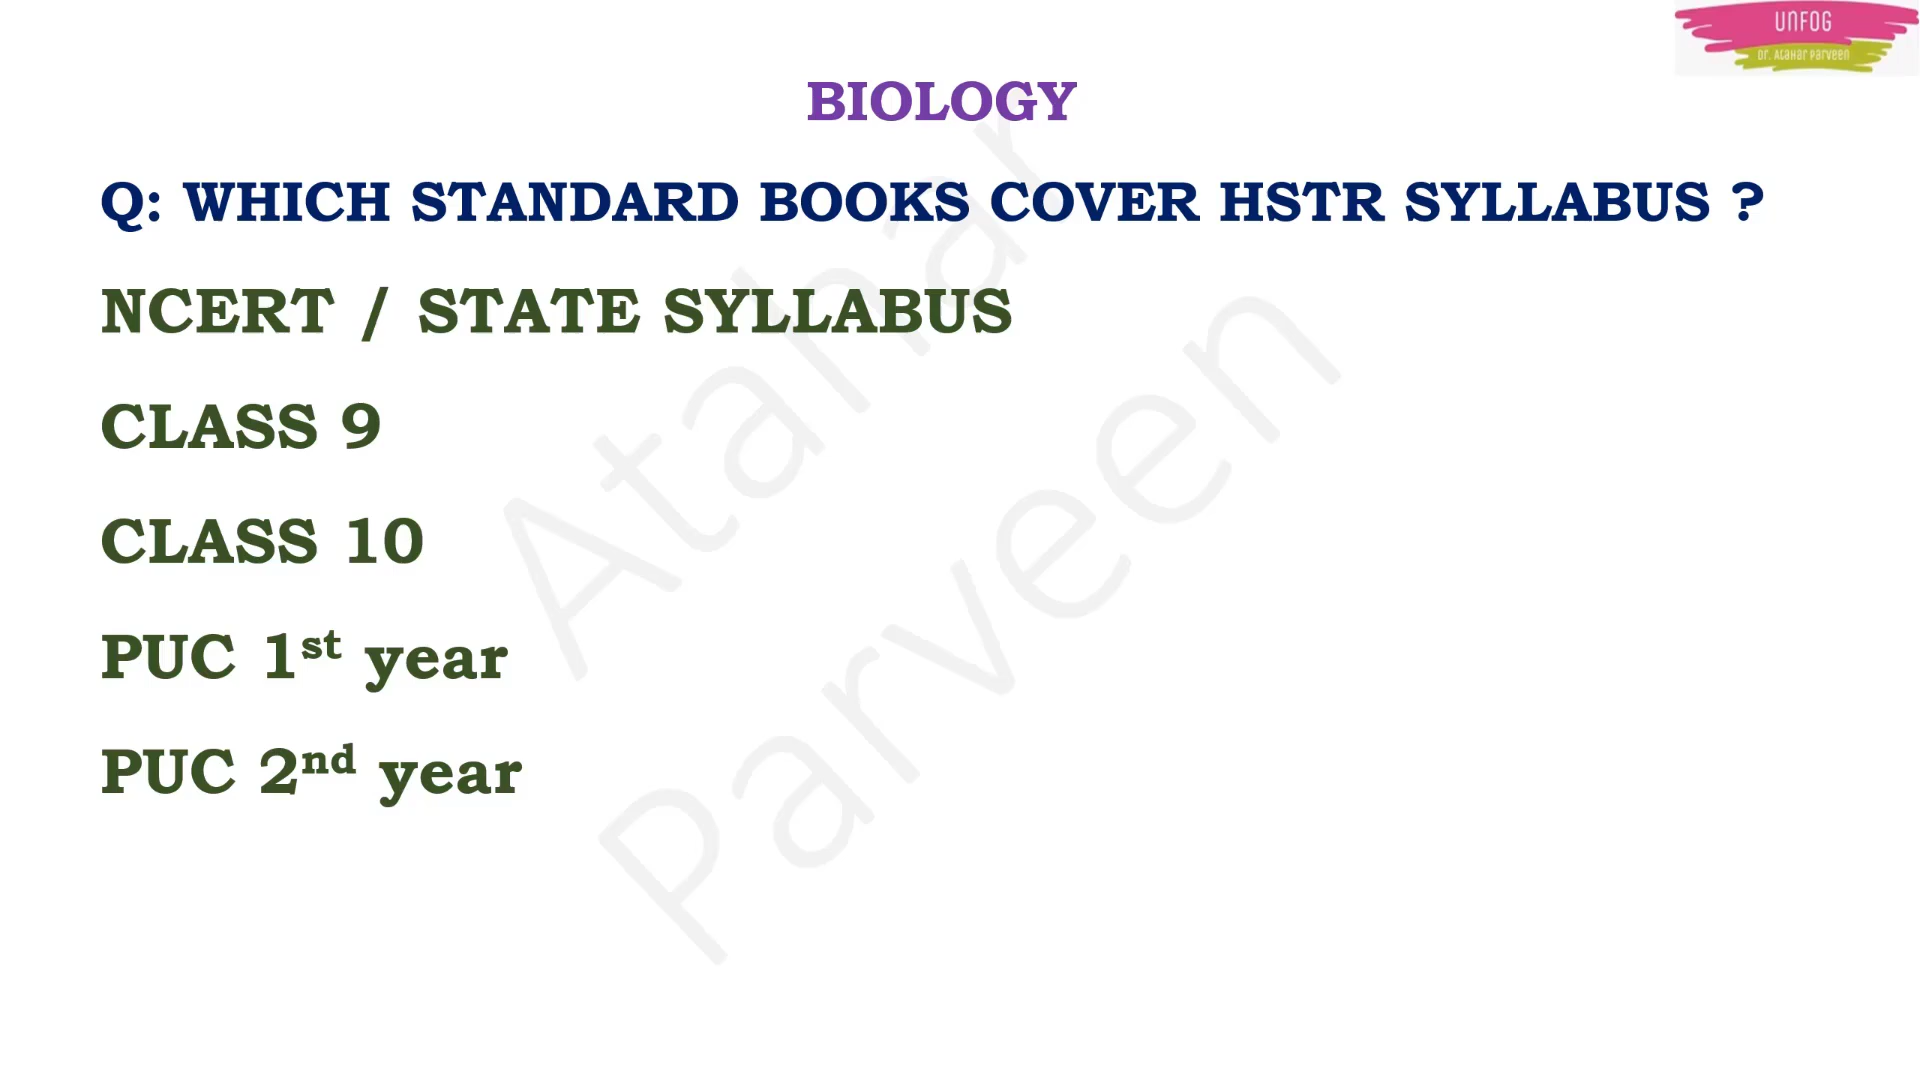 UNFOG
Dr. Atahar Parveen
BIOLOGY
Q: WHICH STANDARD BOOKS COVER HSTR SYLLABUS ?
NCERT / STATE SYLLABUS
CLASS 9
CLASS 10
PUC 1st year
PUC 2nd year
Atahar
Parveen